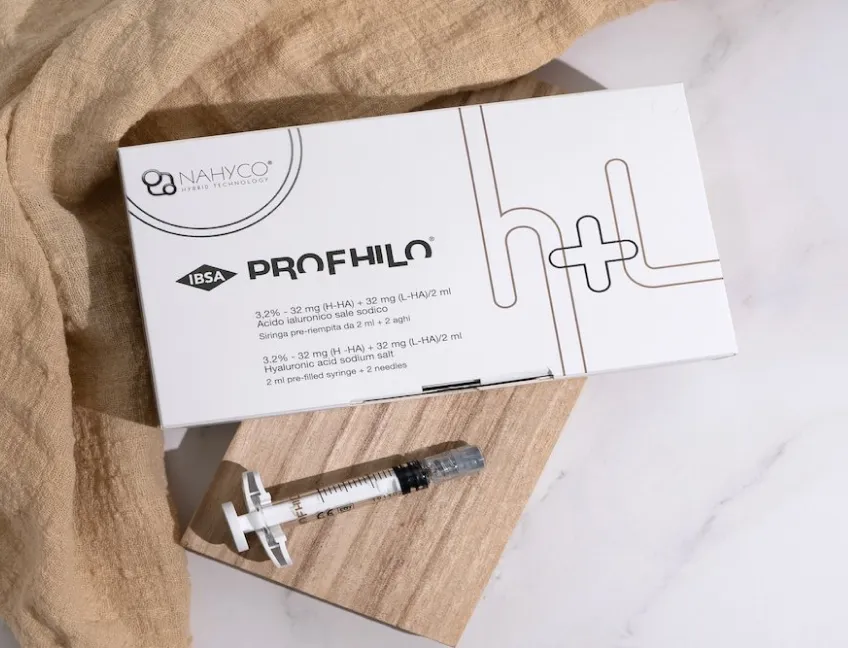 NAHYCO®
HYBRID TECHNOLOGY
IBSA PROFHILO®
3,2% - 32 mg (H-HA) + 32 mg (L-HA)/2 ml
Acido ialuronico sale sodico
Siringa pre-riempita da 2 ml + 2 aghi
3.2% - 32 mg (H -HA) + 32 mg (L-HA)/2 ml
Hyaluronic acid sodium salt
2 ml pre-filled syringe + 2 needles
h+L